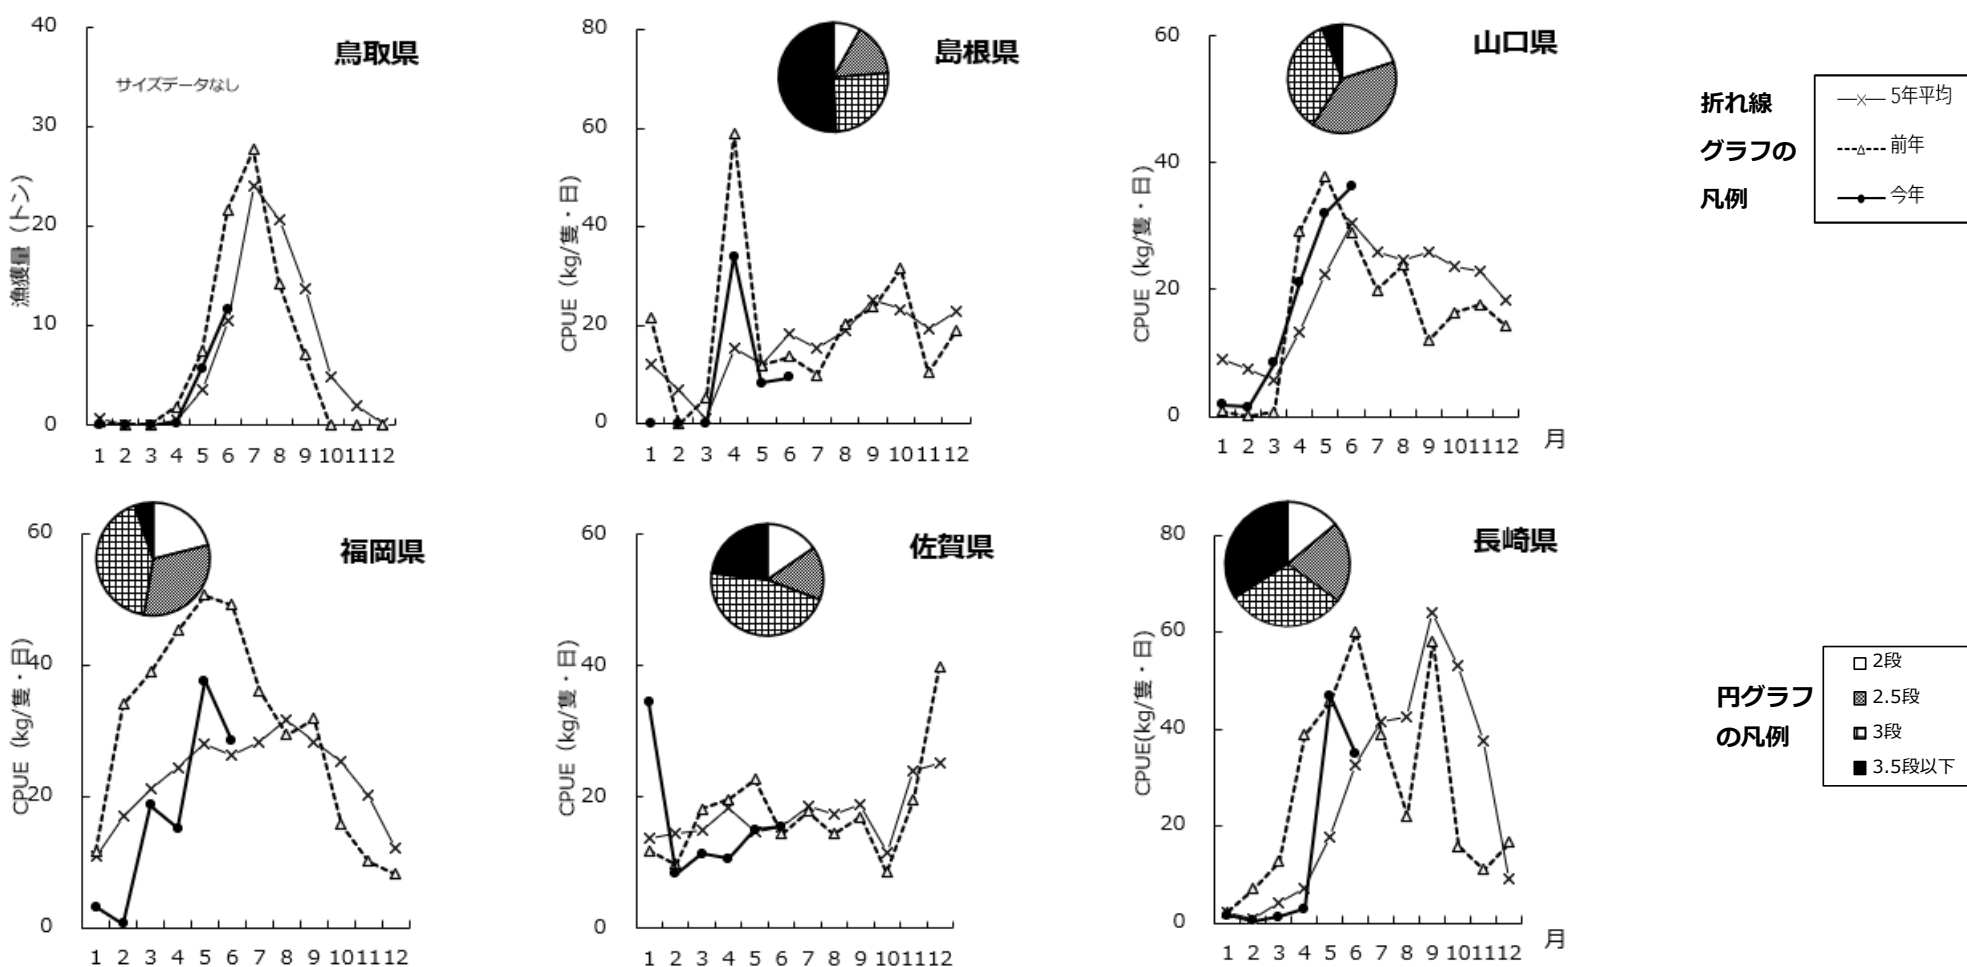 鳥取県
サイズデータなし
漁獲量（トン）
40
30
20
10
0
1 2 3 4 5 6 7 8 9 10 11 12
島根県
CPUE（kg/隻・日）
80
60
40
20
0
1 2 3 4 5 6 7 8 9 10 11 12
山口県
CPUE（kg/隻・日）
60
40
20
0
1 2 3 4 5 6 7 8 9 10 11 12
月
折れ線
グラフの
凡例
5年平均
前年
今年
福岡県
CPUE（kg/隻・日）
60
40
20
0
1 2 3 4 5 6 7 8 9 10 11 12
佐賀県
CPUE（kg/隻・日）
60
40
20
0
1 2 3 4 5 6 7 8 9 10 11 12
長崎県
CPUE(kg/隻・日)
80
60
40
20
0
1 2 3 4 5 6 7 8 9 10 11 12
月
円グラフ
の凡例
2段
2.5段
3段
3.5段以下